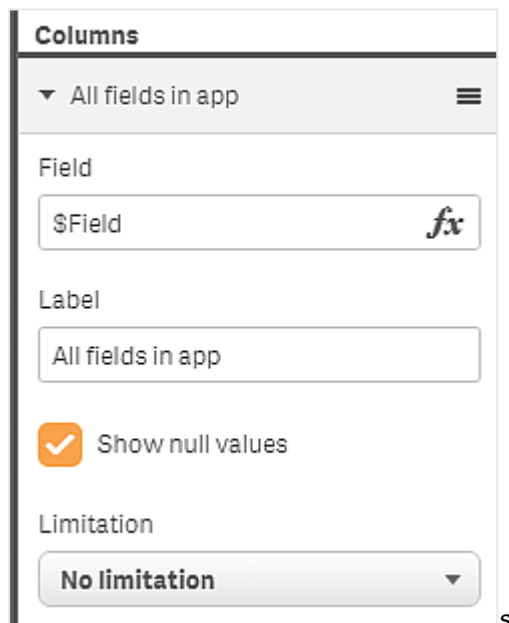 Columns
All fields in app
Field
$Field fx
Label
All fields in app
Show null values
Limitation
No limitation
s